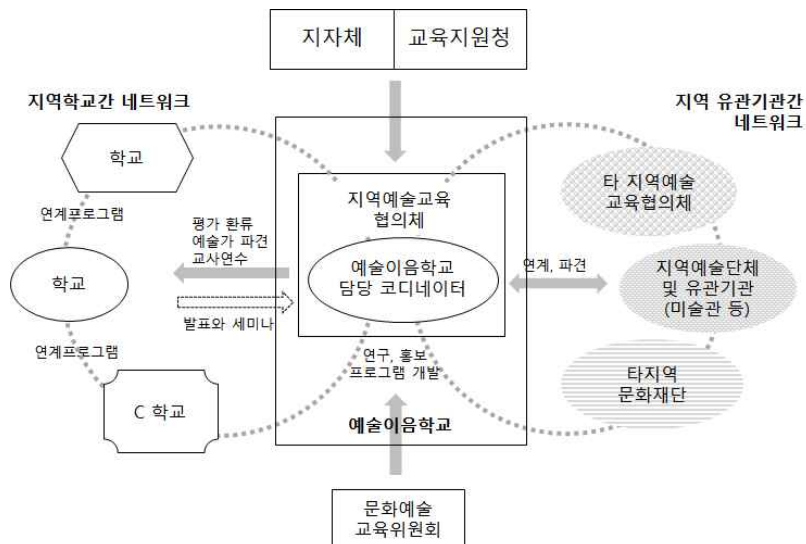 지자체
교육지원청
지역학교간 네트워크
지역 유관기관간
네트워크
학교
연계프로그램
학교
연계프로그램
C 학교
평가 환류
예술가 파견
교사연수
발표와 세미나
지역예술교육
협의체
예술이음학교
담당 코디네이터
연구, 홍보
프로그램 개발
예술이음학교
연계, 파견
타 지역예술
교육협의체
지역예술단체
및 유관기관
(미술관 등)
타지역
문화재단
문화예술
교육위원회